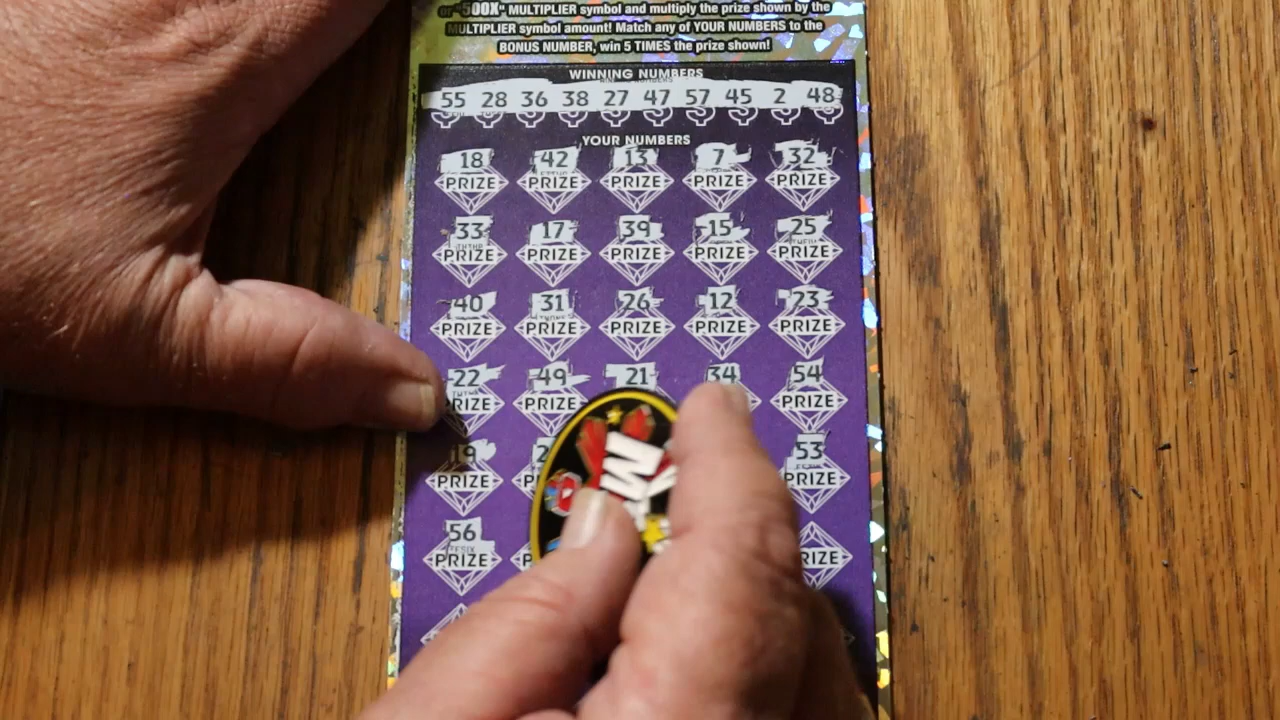 or "500X" MULTIPLIER symbol and multiply the prize shown by the
MULTIPLIER symbol amount! Match any of YOUR NUMBERS to the
BONUS NUMBER, win 5 TIMES the prize shown!
WINNING NUMBERS
55 28 36 38 27 47 57 45 2 48
YOUR NUMBERS
18 42 13 7 32
PRIZE PRIZE PRIZE PRIZE PRIZE
33 17 39 15 25
PRIZE PRIZE PRIZE PRIZE PRIZE
40 31 26 12 23
PRIZE PRIZE PRIZE PRIZE PRIZE
22 49 21 34 54
PRIZE PRIZE PRIZE
19 53
PRIZE PRIZE
56
PRIZE PRIZE